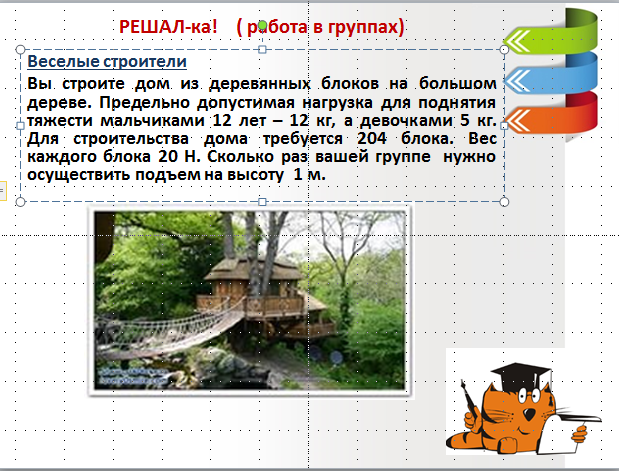 РЕШАЛ-ка! ( работа в группах)
Веселые строители
Вы строите дом из деревянных блоков на большом
дереве. Предельно допустимая нагрузка для поднятия
тяжести мальчиками 12 лет – 12 кг, а девочками 5 кг.
Для строительства дома требуется 204 блока. Вес
каждого блока 20 Н. Сколько раз вашей группе нужно
осуществить подъем на высоту 1 м.